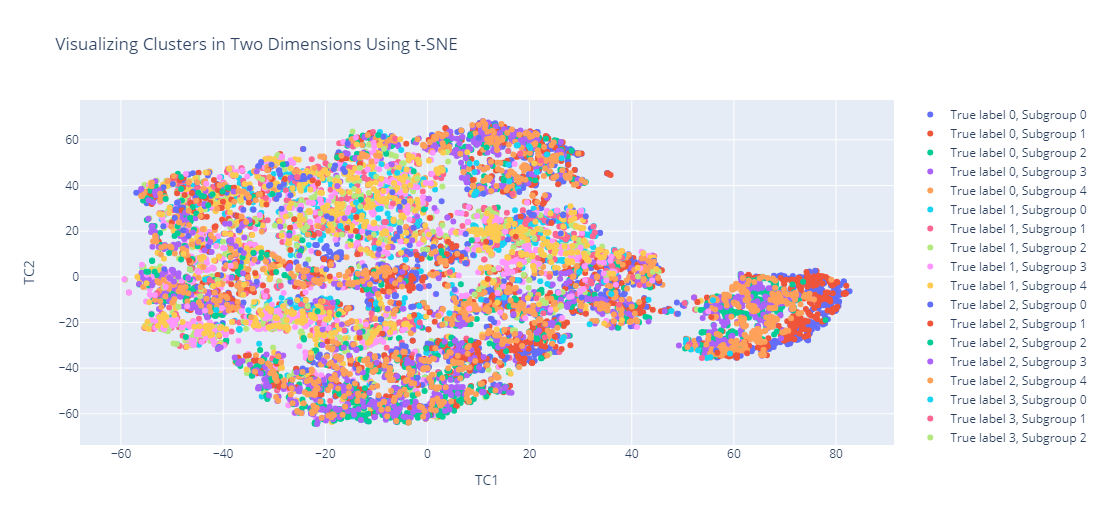 Visualizing Clusters in Two Dimensions Using t-SNE
TC2
60
40
20
0
−20
−40
−60
−60
−40
−20
0
20
40
60
80
TC1
True label 0, Subgroup 0
True label 0, Subgroup 1
True label 0, Subgroup 2
True label 0, Subgroup 3
True label 0, Subgroup 4
True label 1, Subgroup 0
True label 1, Subgroup 1
True label 1, Subgroup 2
True label 1, Subgroup 3
True label 1, Subgroup 4
True label 2, Subgroup 0
True label 2, Subgroup 1
True label 2, Subgroup 2
True label 2, Subgroup 3
True label 2, Subgroup 4
True label 3, Subgroup 0
True label 3, Subgroup 1
True label 3, Subgroup 2